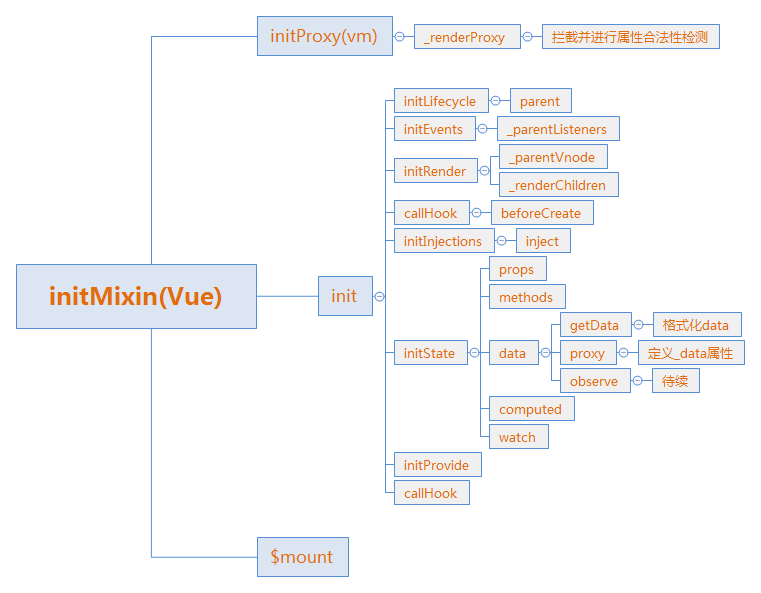 initMixin(Vue)
initProxy(vm)
_renderProxy
拦截并进行属性合法性检测
init
initLifecycle
parent
initEvents
_parentListeners
initRender
_parentVnode
_renderChildren
callHook
beforeCreate
initInjections
inject
initState
props
methods
data
getData
格式化data
proxy
定义_data属性
observe
待续
computed
watch
initProvide
callHook
$mount